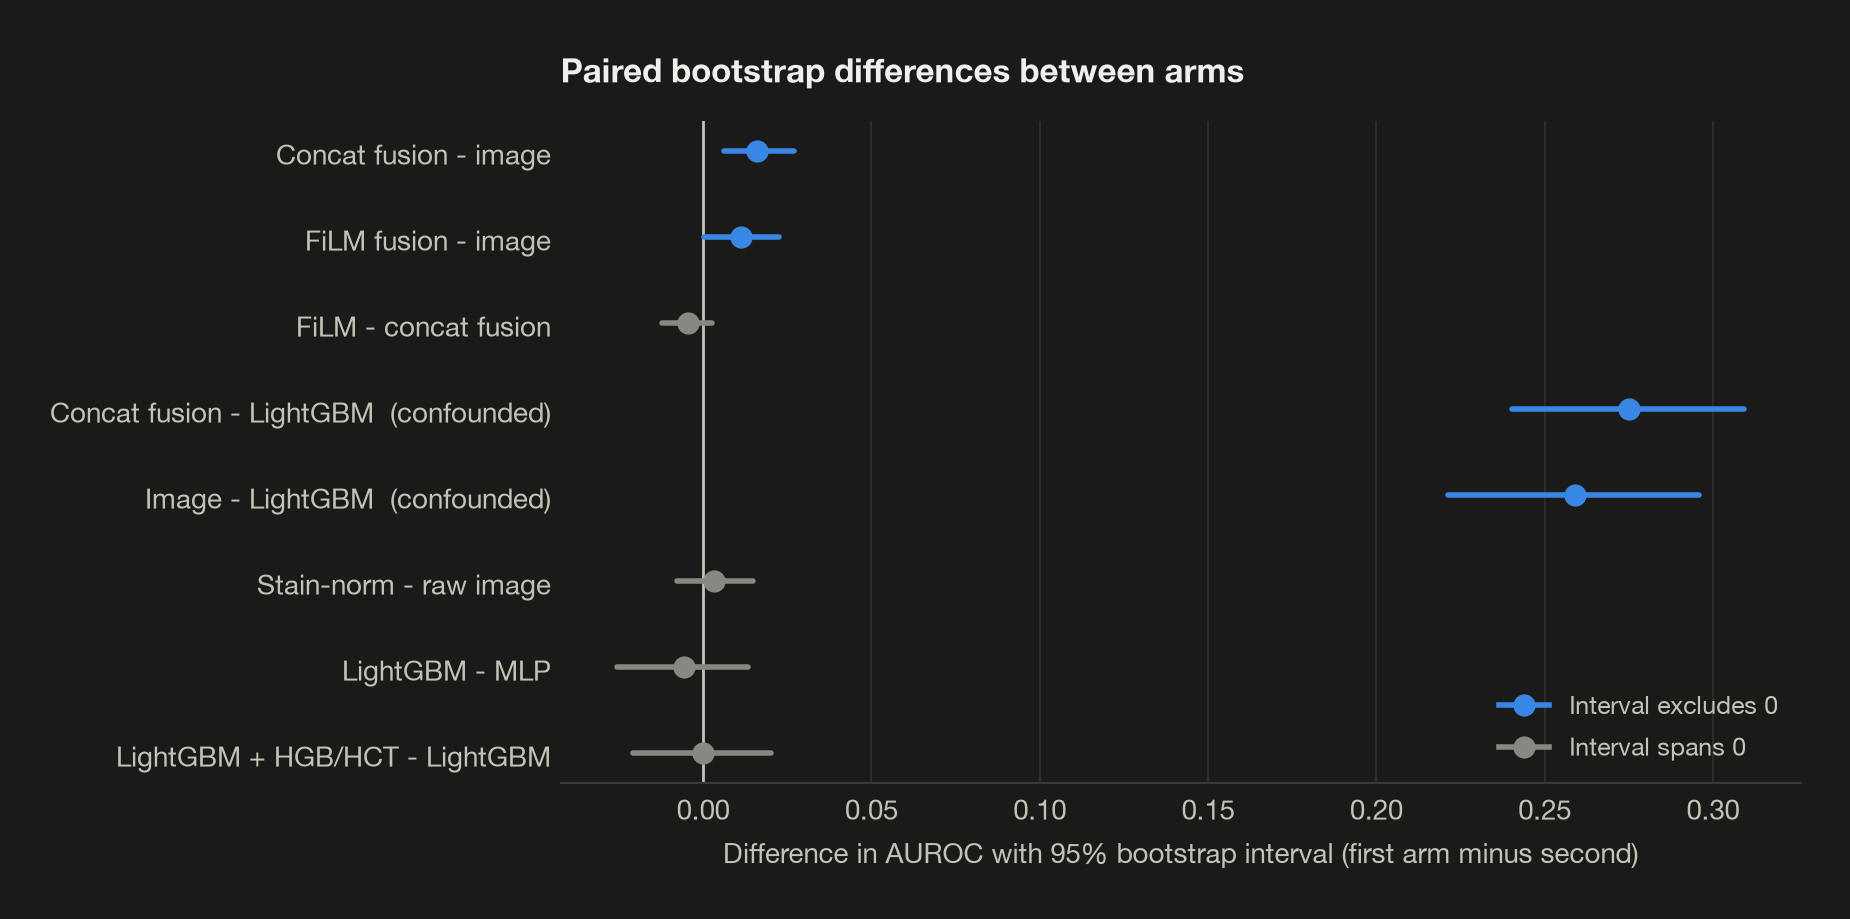 Paired bootstrap differences between arms
Concat fusion - image
FiLM fusion - image
FiLM - concat fusion
Concat fusion - LightGBM (confounded)
Image - LightGBM (confounded)
Stain-norm - raw image
LightGBM - MLP
LightGBM + HGB/HCT - LightGBM
Interval excludes 0
Interval spans 0
0.00 0.05 0.10 0.15 0.20 0.25 0.30
Difference in AUROC with 95% bootstrap interval (first arm minus second)